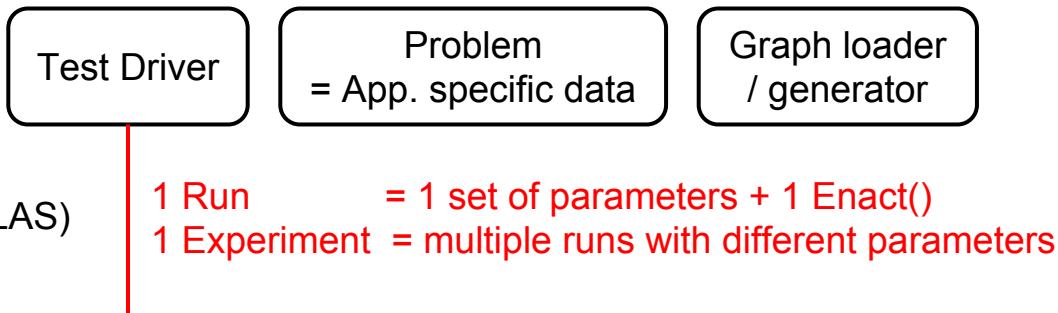 Test Driver
Problem
= App. specific data
Graph loader
/ generator
LAS)
1 Run = 1 set of parameters + 1 Enact()
1 Experiment = multiple runs with different parameters